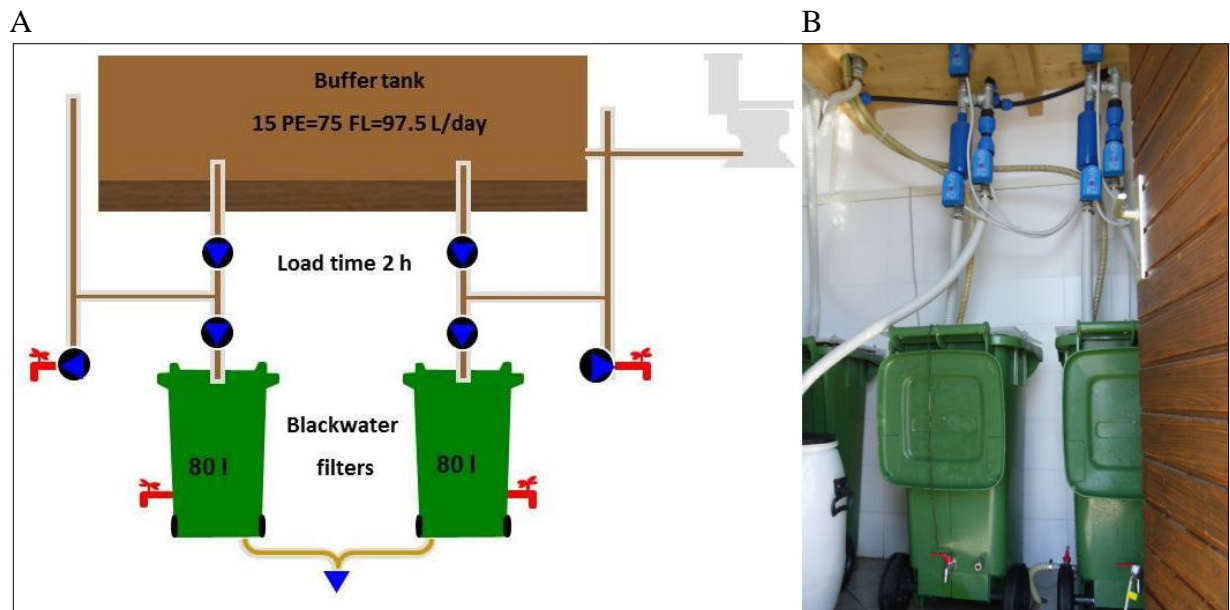 A
B
Buffer tank
15 PE=75 FL=97.5 L/day
Load time 2 h
Blackwater
filters
80 l
80 l